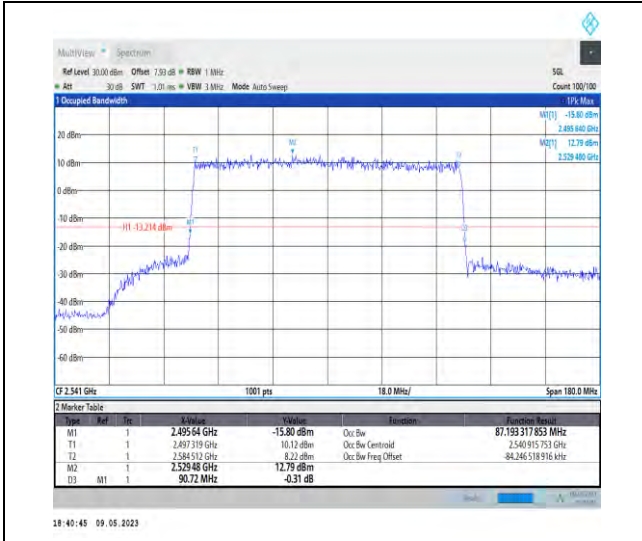 MultiView Spectrum
Ref Level 30.00 dBm Offset 7.93 dB RBW 1 MHz SGL
Att 30 dB SWT 1.01 ms VBW 3 MHz Mode Auto Sweep Count 100/100
1 Occupied Bandwidth 1Pk Max
M1[1] -15.80 dBm
2.495 640 GHz
M2[1] 12.79 dBm
2.529 480 GHz
20 dBm
T1
M2
10 dBm
0 dBm
-10 dBm
H1 -13.214 dBm
M1
-20 dBm
-30 dBm
-40 dBm
-50 dBm
-60 dBm
CF 2.541 GHz 1001 pts 18.0 MHz/ Span 180.0 MHz
2 Marker Table
Type Ref Trc X-Value Y-Value Function Function Result
M1 1 2.495 64 GHz -15.80 dBm Occ Bw 87.193 317 853 MHz
T1 1 2.497 319 GHz 10.12 dBm Occ Bw Centroid 2.540 915 753 GHz
T2 1 2.584 512 GHz 8.22 dBm Occ Bw Freq Offset -84.246 518 916 kHz
M2 1 2.529 48 GHz 12.79 dBm
D3 M1 1 90.72 MHz -0.31 dB
18:40:45 09.05.2023